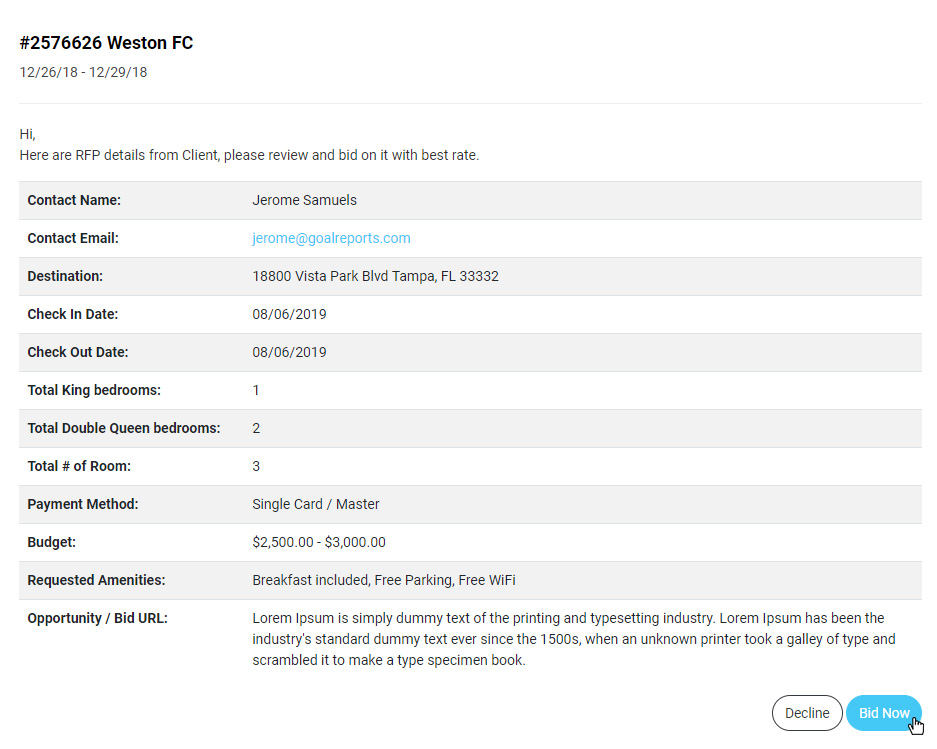 #2576626 Weston FC
12/26/18 - 12/29/18
Hi,
Here are RFP details from Client, please review and bid on it with best rate.
Contact Name: Jerome Samuels
Contact Email: jerome@goalreports.com
Destination: 18800 Vista Park Blvd Tampa, FL 33332
Check In Date: 08/06/2019
Check Out Date: 08/06/2019
Total King bedrooms: 1
Total Double Queen bedrooms: 2
Total # of Room: 3
Payment Method: Single Card / Master
Budget: $2,500.00 - $3,000.00
Requested Amenities: Breakfast included, Free Parking, Free WiFi
Opportunity / Bid URL: Lorem Ipsum is simply dummy text of the printing and typesetting industry. Lorem Ipsum has been the
industry's standard dummy text ever since the 1500s, when an unknown printer took a galley of type and
scrambled it to make a type specimen book.
Decline Bid Now